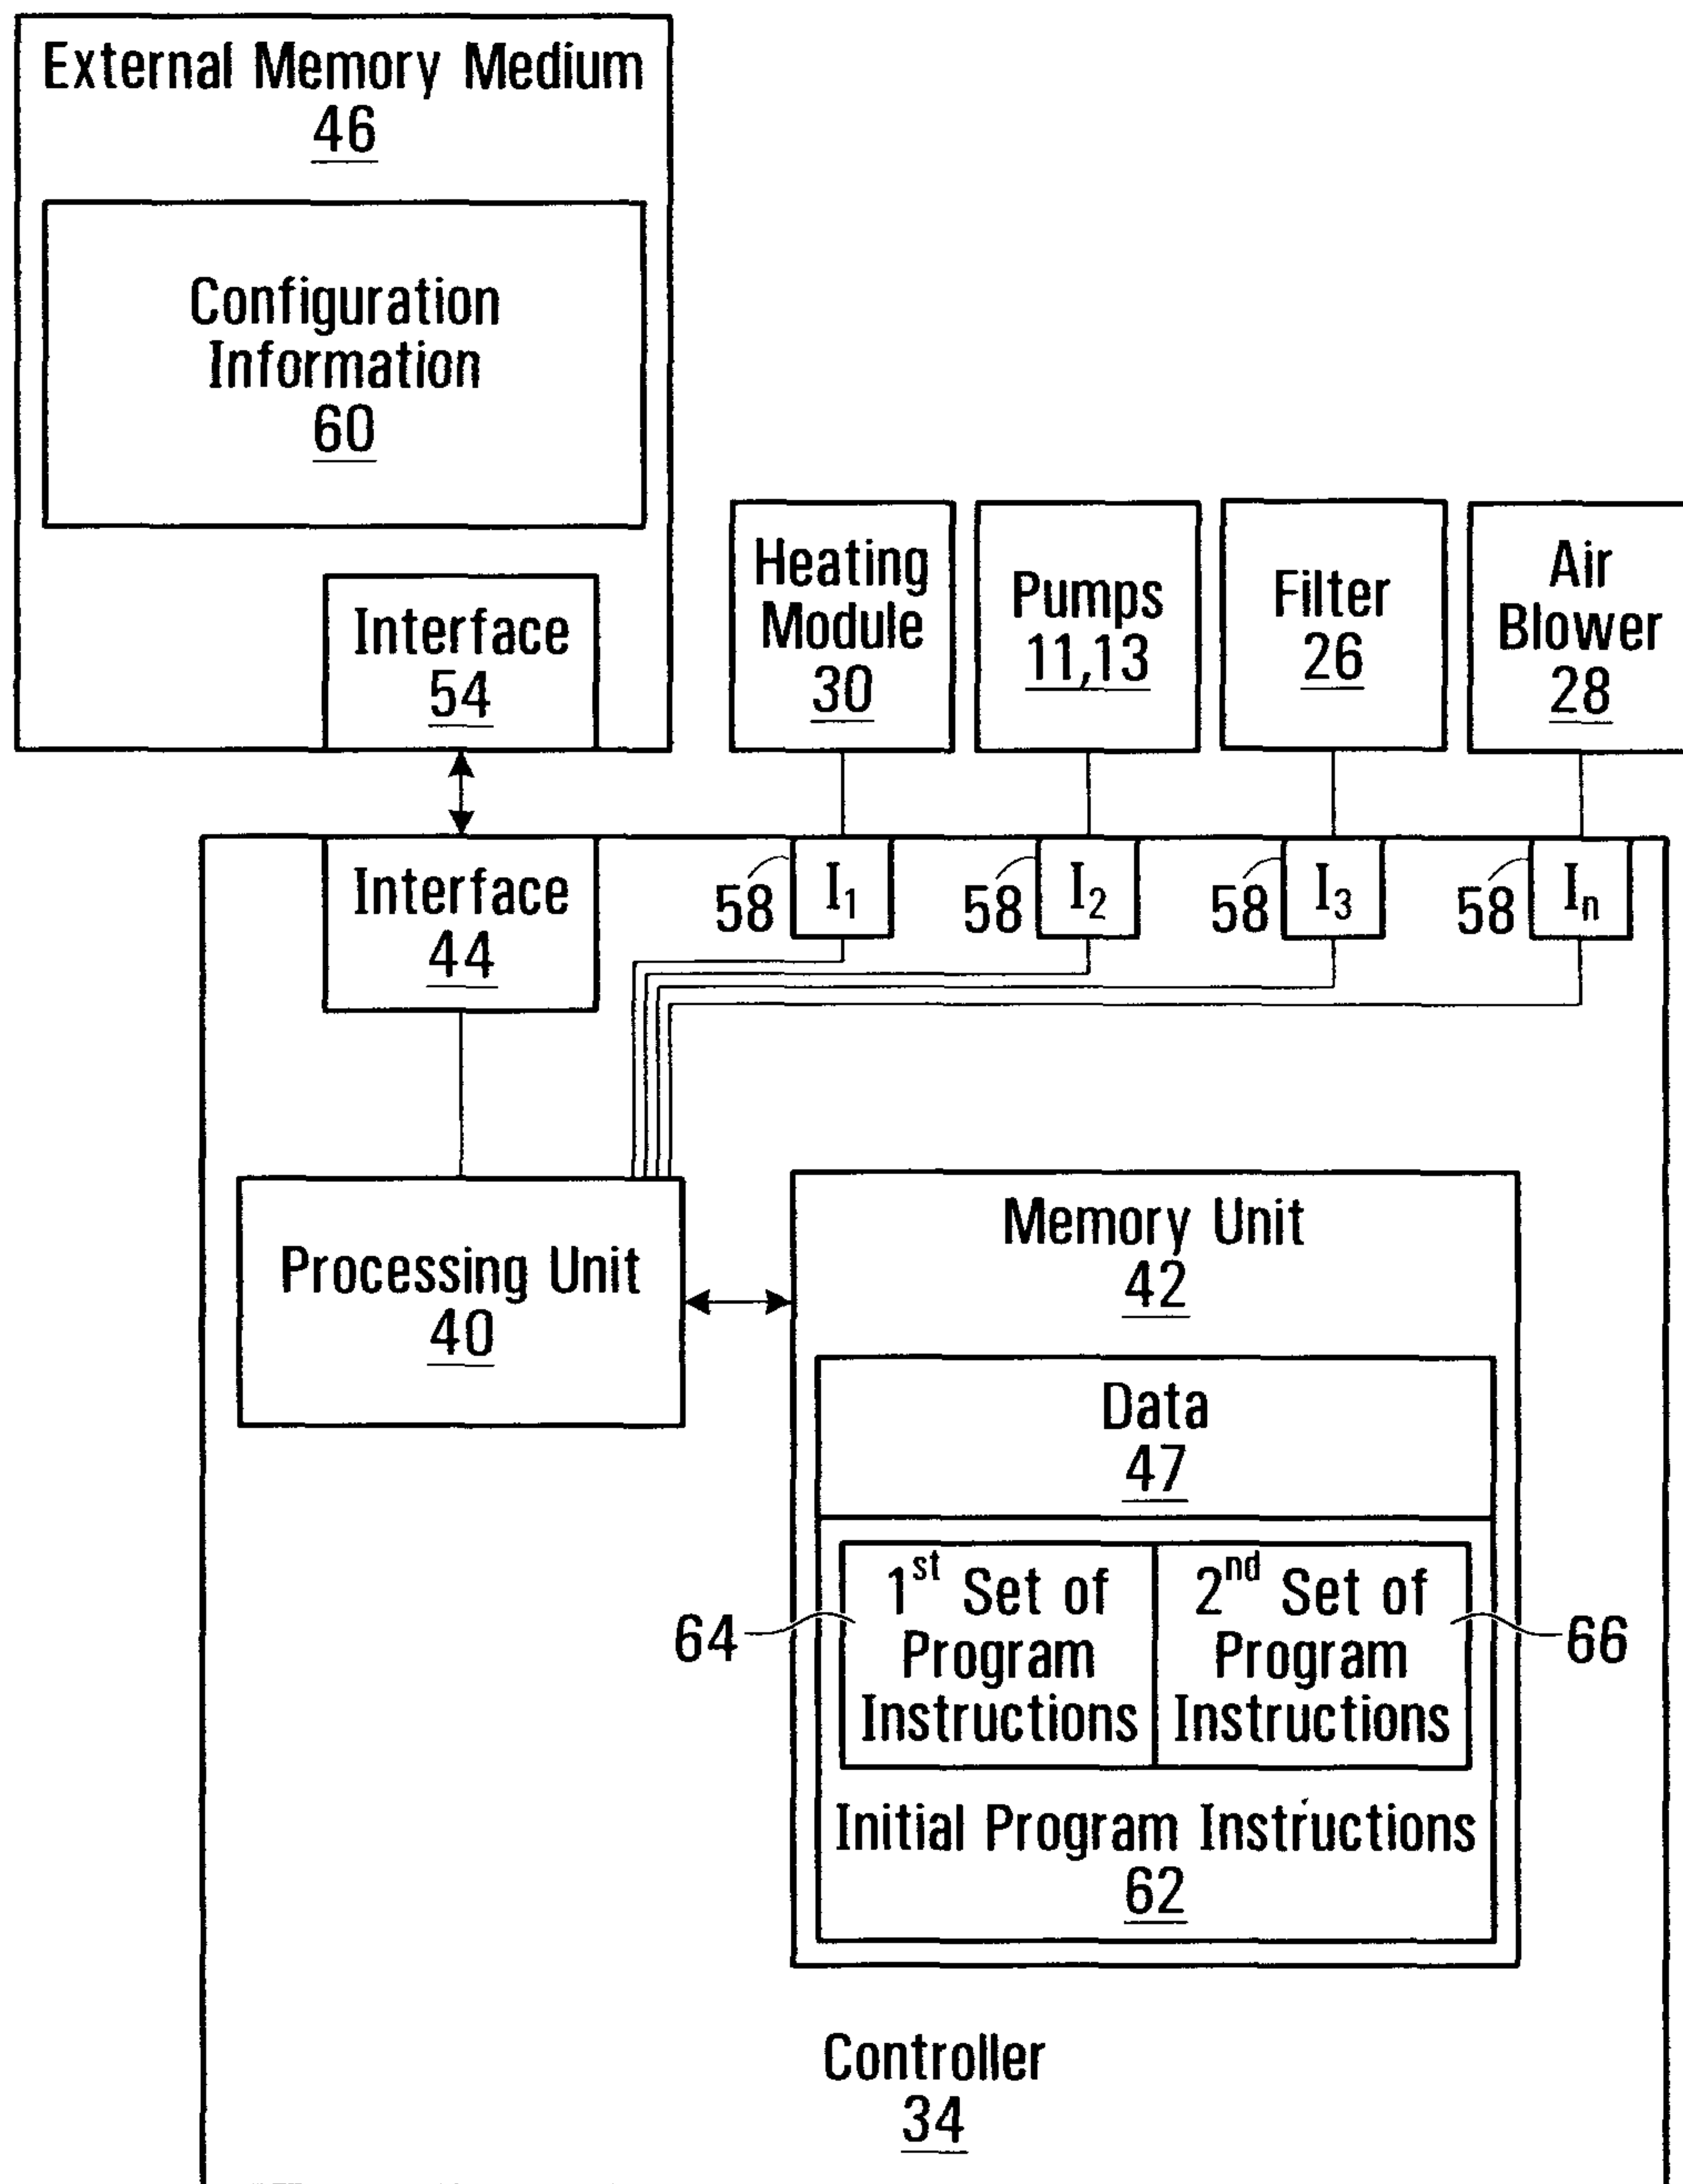 External Memory Medium
46
Configuration
Information
60
Interface
54
Heating
Module
30
Pumps
11,13
Filter
26
Air
Blower
28
Interface
44
58
I1
58
I2
58
I3
58
In
Processing Unit
40
Memory Unit
42
Data
47
64
1st Set of
Program
Instructions
2nd Set of
Program
Instructions
66
Initial Program Instructions
62
Controller
34